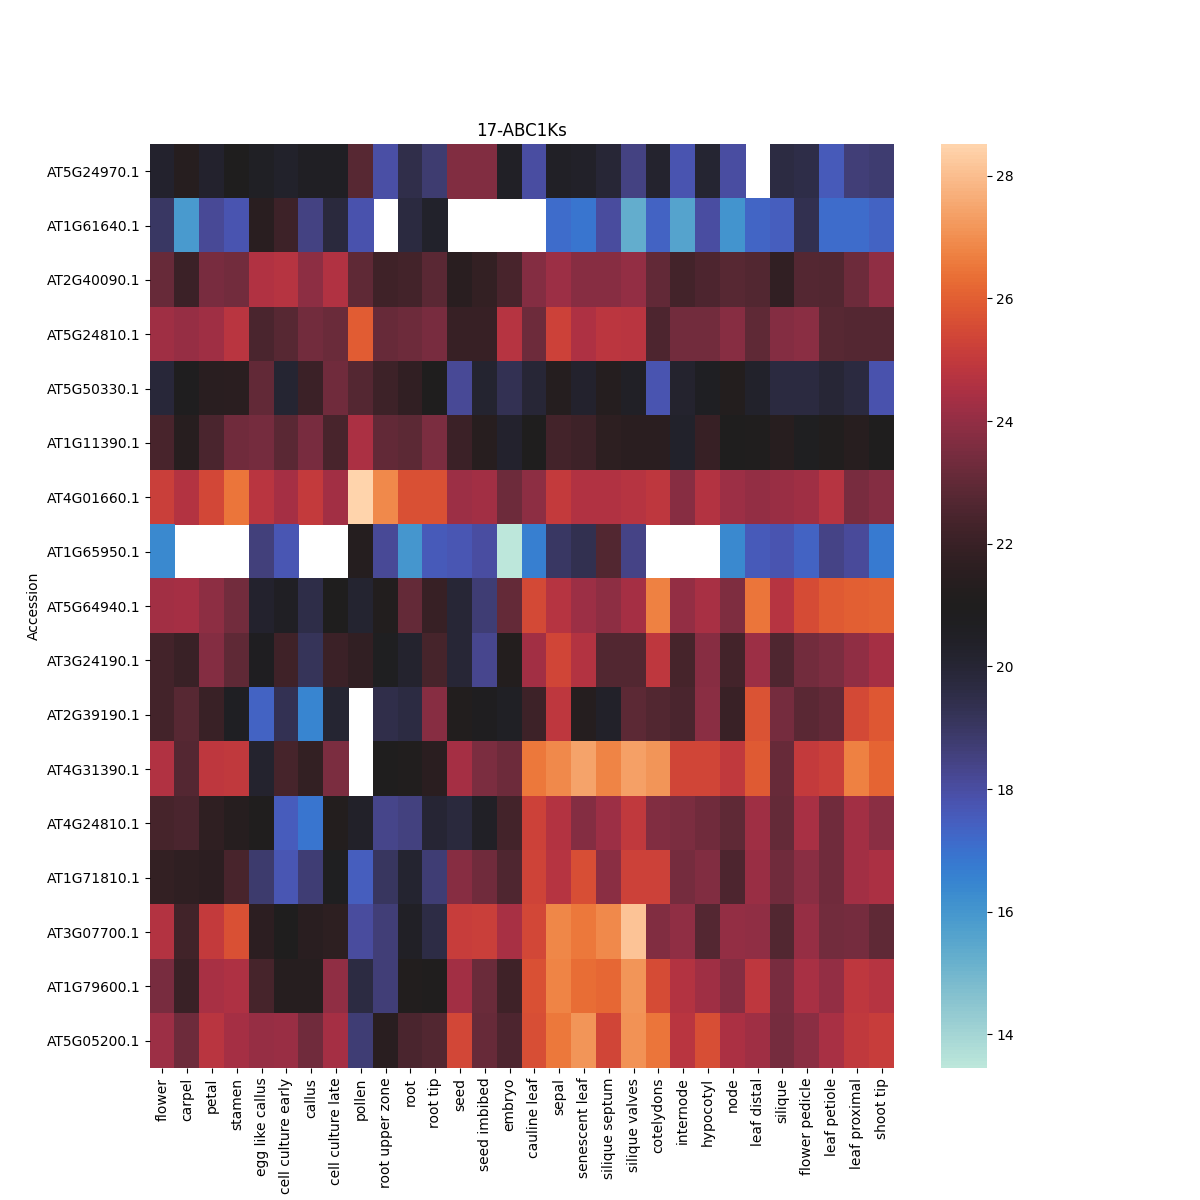 17-ABC1Ks
Accession
AT5G24970.1
AT1G61640.1
AT2G40090.1
AT5G24810.1
AT5G50330.1
AT1G11390.1
AT4G01660.1
AT1G65950.1
AT5G64940.1
AT3G24190.1
AT2G39190.1
AT4G31390.1
AT4G24810.1
AT1G71810.1
AT3G07700.1
AT1G79600.1
AT5G05200.1
flower
carpel
petal
stamen
egg like callus
cell culture early
callus
cell culture late
pollen
root upper zone
root
root tip
seed
seed imbibed
embryo
cauline leaf
sepal
senescent leaf
silique septum
silique valves
cotelydons
internode
hypocotyl
node
leaf distal
silique
flower pedicle
leaf petiole
leaf proximal
shoot tip
28
26
24
22
20
18
16
14